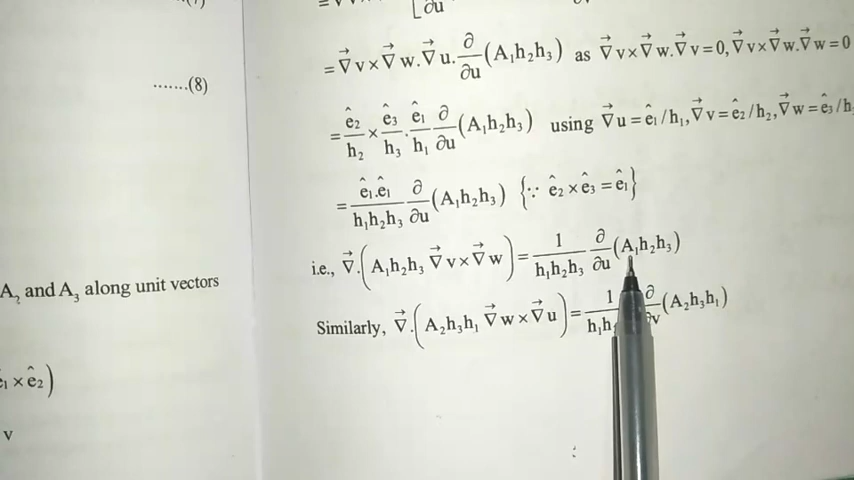 .......(8)
A₂ and A₃ along unit vectors
× ê₂)
v
= ∇⃗v × ∇⃗w . ∇⃗u . ∂/∂u (A₁h₂h₃) as ∇⃗v × ∇⃗w . ∇⃗v = 0, ∇⃗v × ∇⃗w . ∇⃗w = 0
= ê₂/h₂ × ê₃/h₃ . ê₁/h₁ ∂/∂u (A₁h₂h₃) using ∇⃗u = ê₁/h₁, ∇⃗v = ê₂/h₂, ∇⃗w = ê₃/h
= ê₁.ê₁/h₁h₂h₃ ∂/∂u (A₁h₂h₃) {∵ ê₂ × ê₃ = ê₁}
i.e., ∇⃗.(A₁h₂h₃ ∇⃗v × ∇⃗w) = 1/h₁h₂h₃ ∂/∂u (A₁h₂h₃)
Similarly, ∇⃗.(A₂h₃h₁ ∇⃗w × ∇⃗u) = 1/h₁h ∂/∂v (A₂h₃h₁)